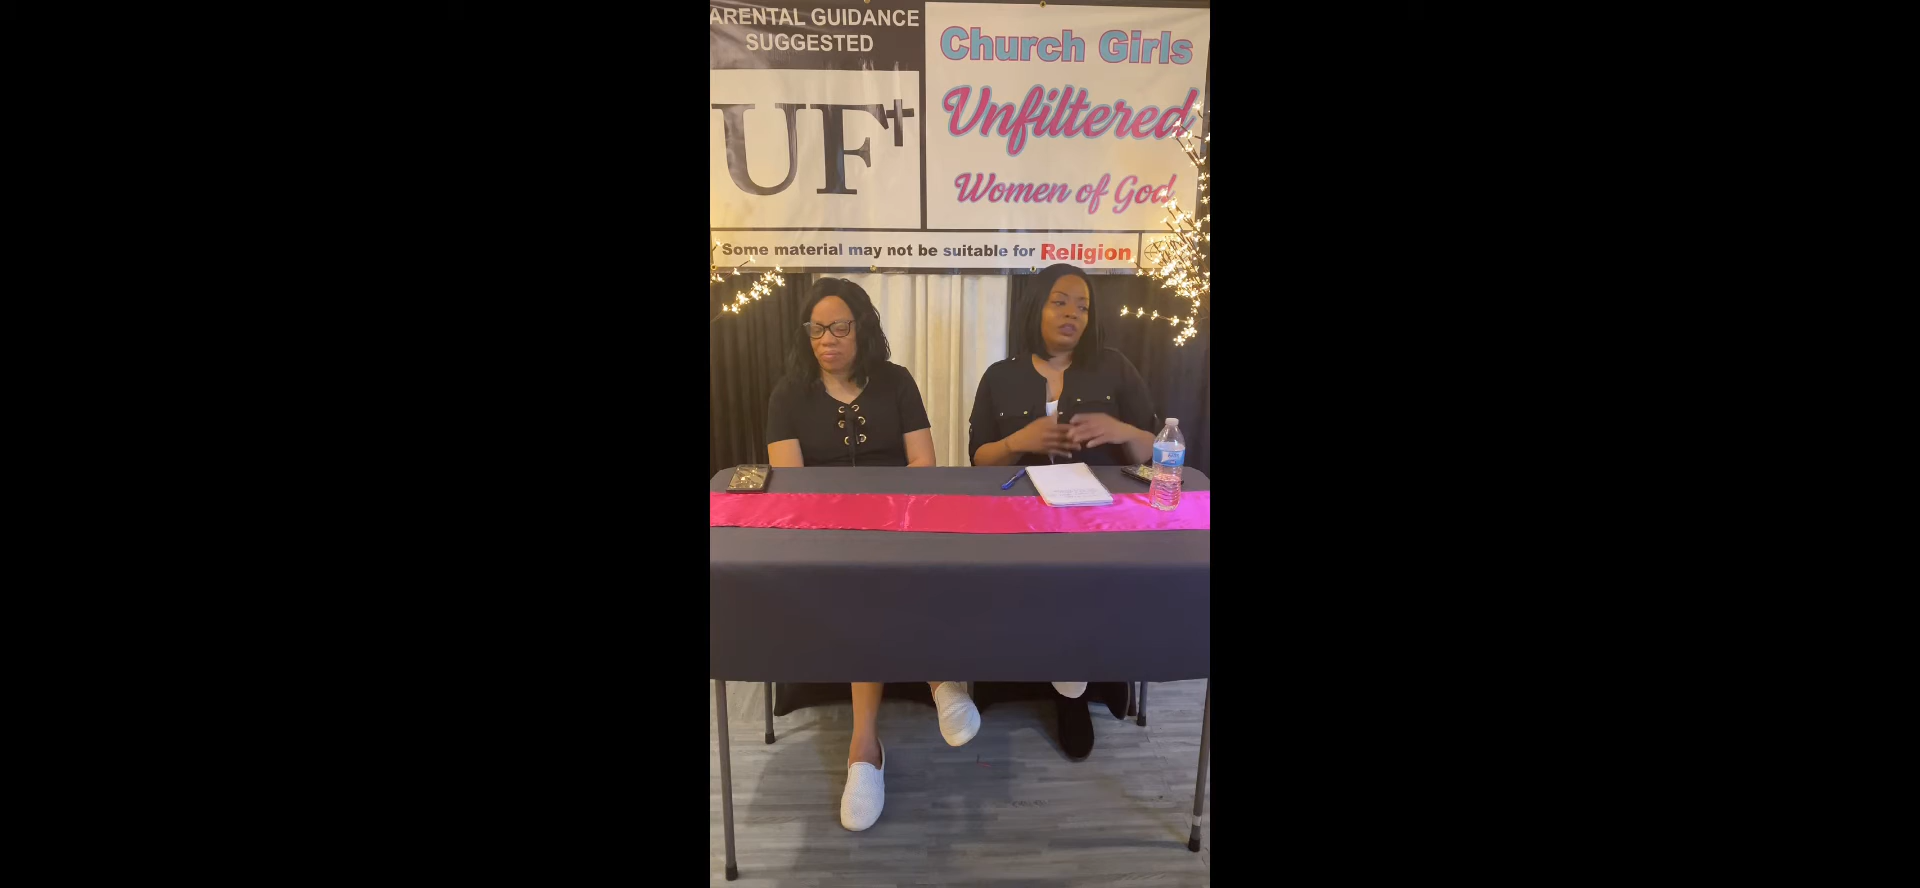 ARENTAL GUIDANCE
SUGGESTED
UF+
Church Girls
Unfiltered
Women of God
Some material may not be suitable for Religion